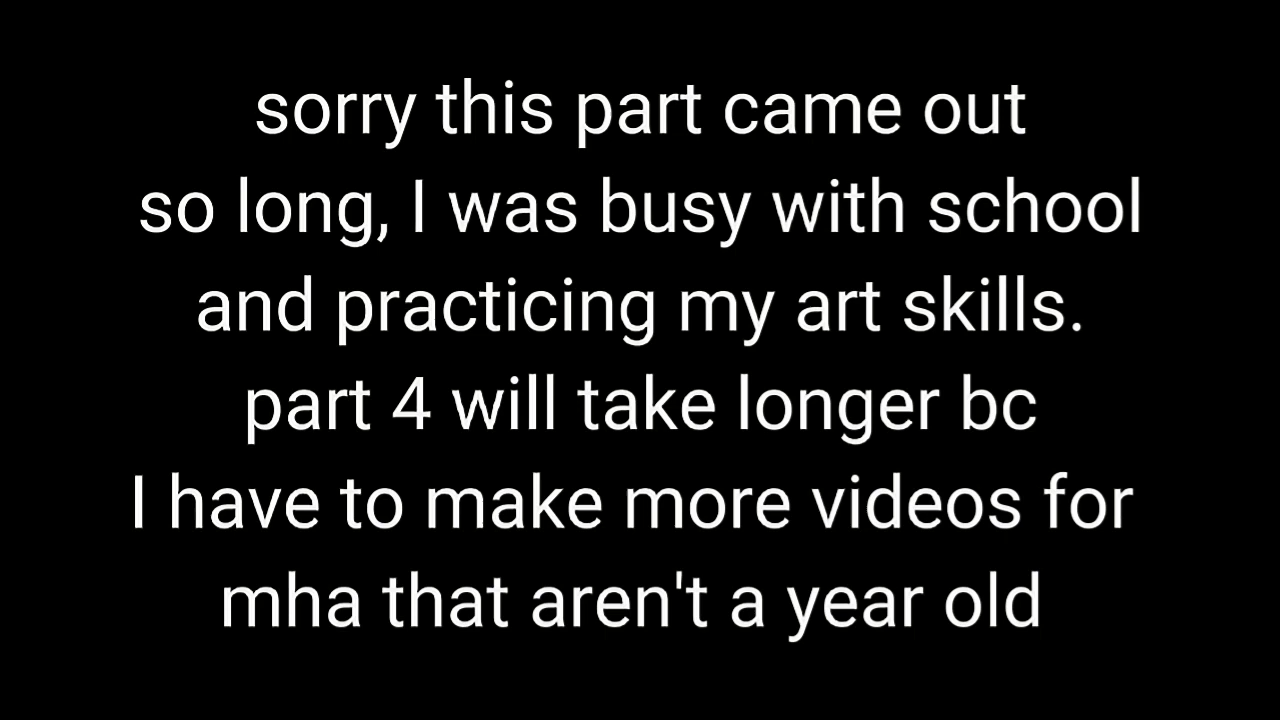 sorry this part came out
so long, I was busy with school
and practicing my art skills.
part 4 will take longer bc
I have to make more videos for
mha that aren't a year old